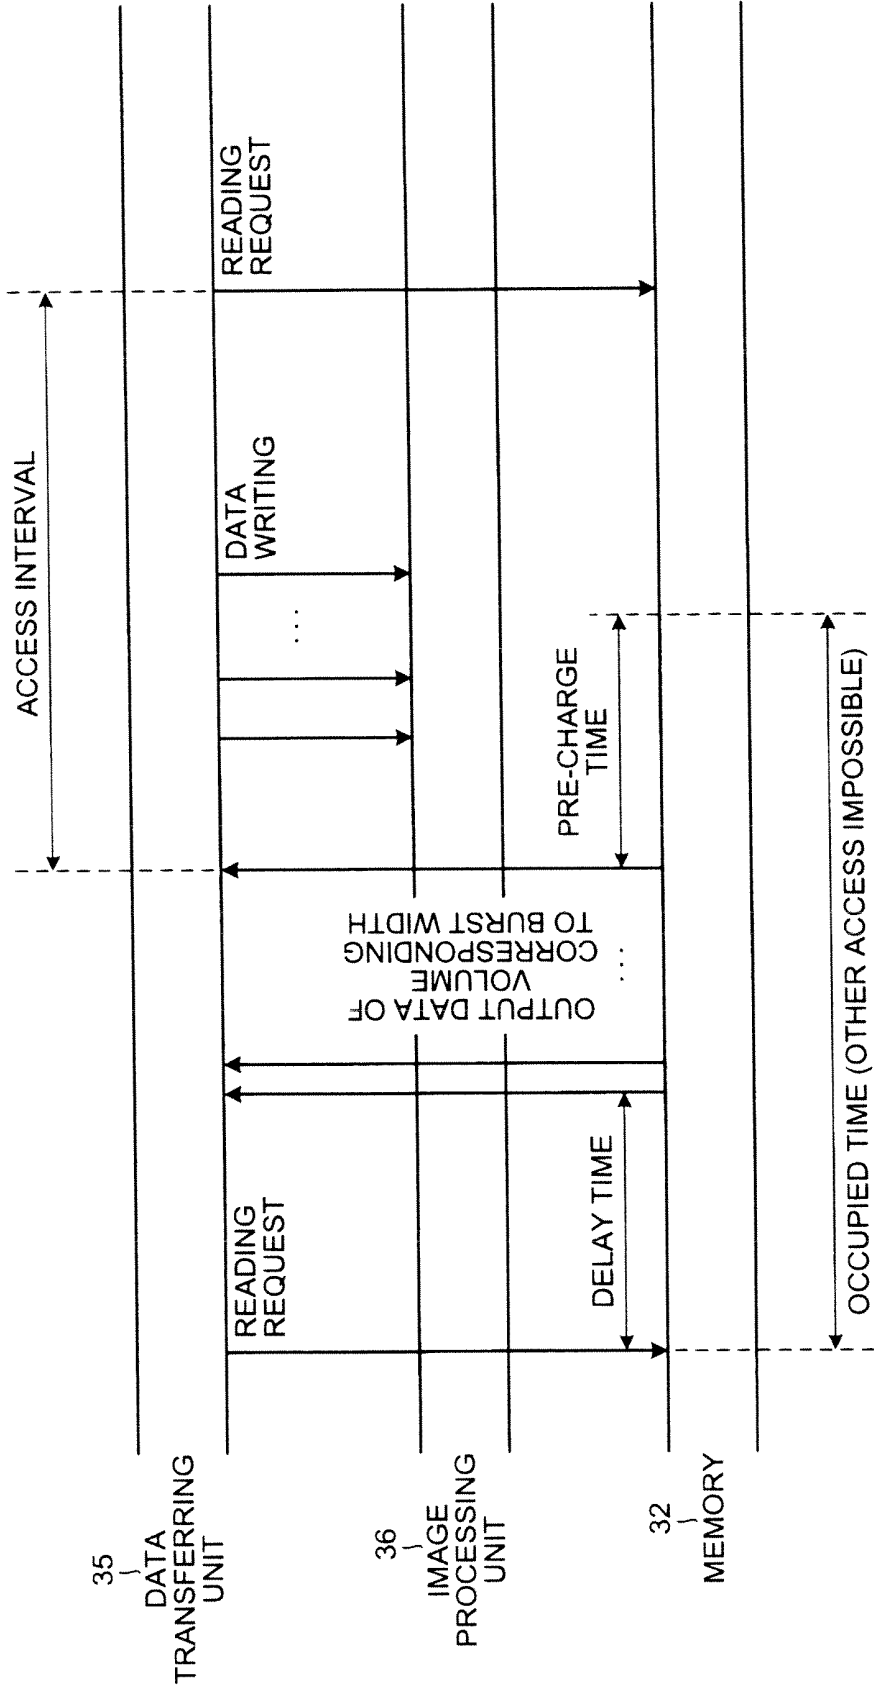 35
DATA
TRANSFERRING
UNIT
36
IMAGE
PROCESSING
UNIT
32
MEMORY
ACCESS INTERVAL
READING
REQUEST
OUTPUT DATA OF
VOLUME
CORRESPONDING
TO BURST WIDTH
...
DATA
WRITING
...
READING
REQUEST
DELAY TIME
PRE-CHARGE
TIME
OCCUPIED TIME (OTHER ACCESS IMPOSSIBLE)